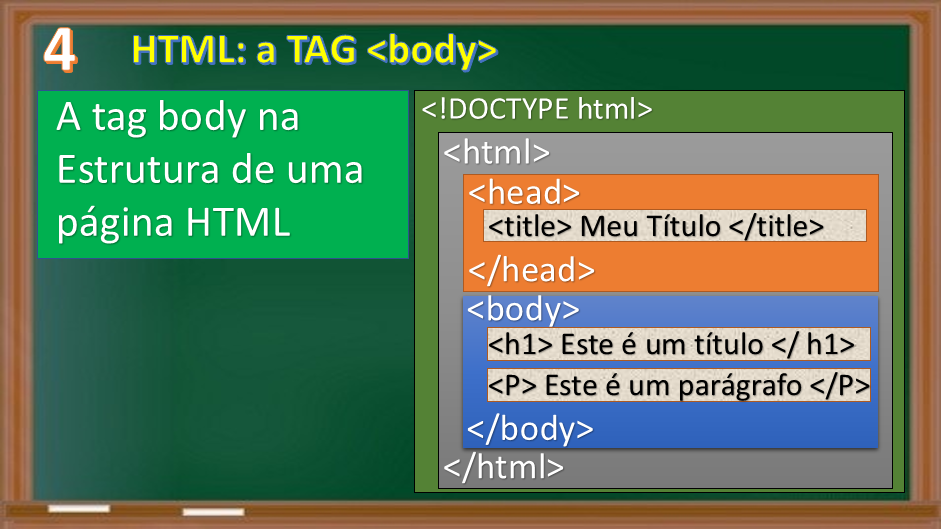 4 HTML: a TAG <body>
A tag body na
Estrutura de uma
página HTML
<!DOCTYPE html>
<html>
<head>
<title> Meu Título </title>
</head>
<body>
<h1> Este é um título </ h1>
<P> Este é um parágrafo </P>
</body>
</html>